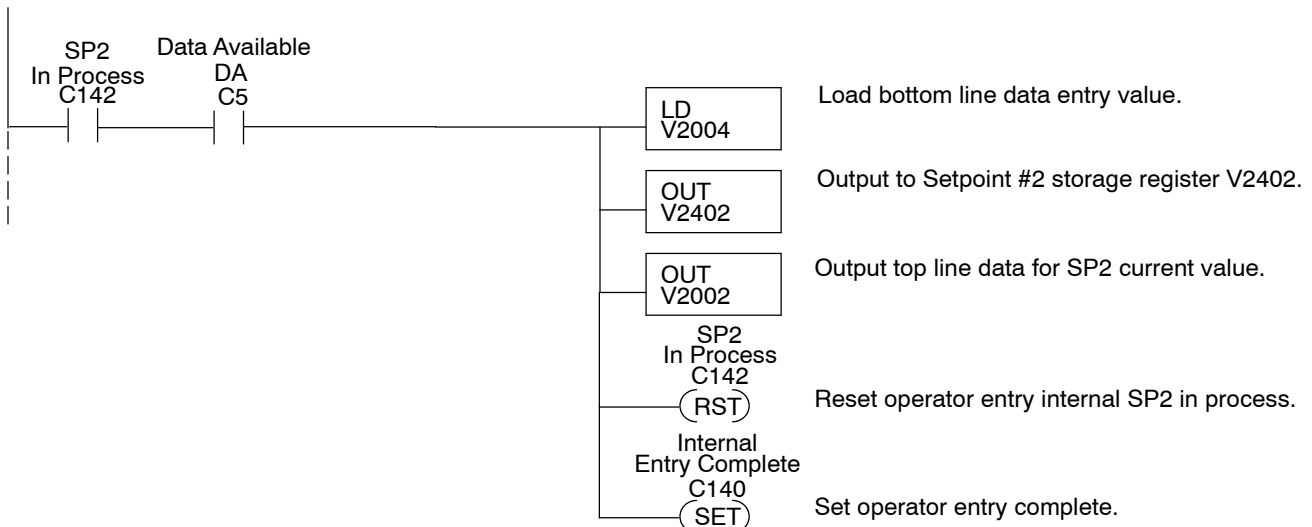 SP2
In Process
C142
Data Available
DA
C5
LD
V2004
Load bottom line data entry value.
OUT
V2402
Output to Setpoint #2 storage register V2402.
OUT
V2002
Output top line data for SP2 current value.
SP2
In Process
C142
RST
Reset operator entry internal SP2 in process.
Internal
Entry Complete
C140
SET
Set operator entry complete.